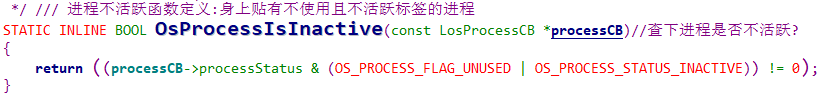 */ /// 进程不活跃函数定义:身上贴有不使用且不活跃标签的进程
STATIC INLINE BOOL OsProcessIsInactive(const LosProcessCB *processCB)//查下进程是否不活跃?
{
    return ((processCB->processStatus & (OS_PROCESS_FLAG_UNUSED | OS_PROCESS_STATUS_INACTIVE)) != 0);
}